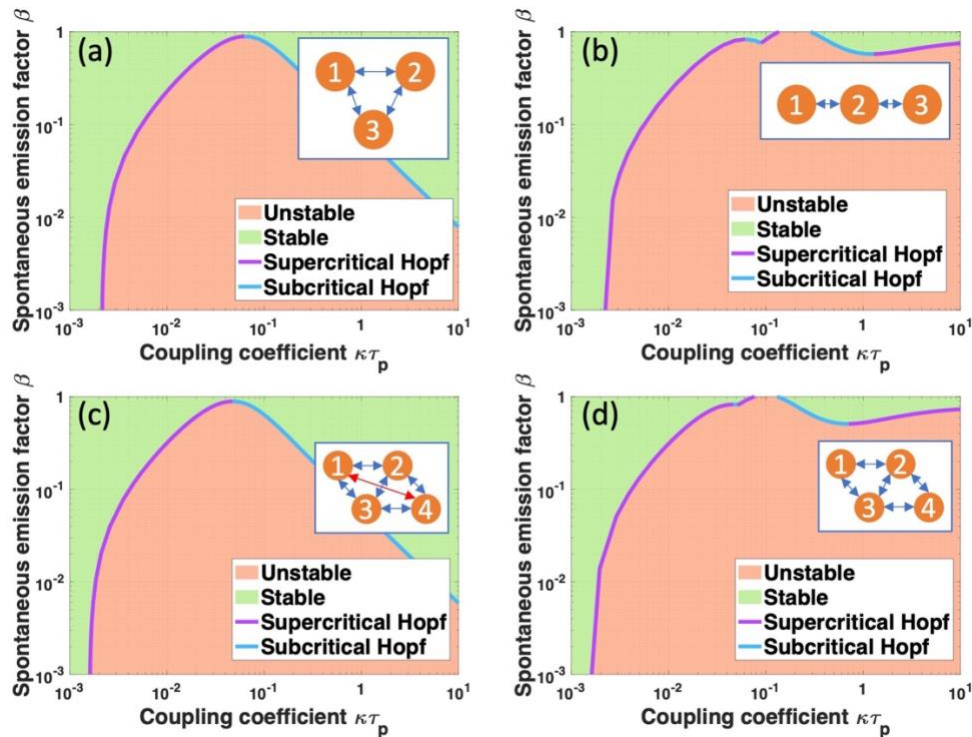 (a)
Spontaneous emission factor β
1
10⁻¹
10⁻²
10⁻³
1 2
3
Unstable
Stable
Supercritical Hopf
Subcritical Hopf
10⁻³ 10⁻² 10⁻¹ 1 10¹
Coupling coefficient κτp
(b)
Spontaneous emission factor β
1
10⁻¹
10⁻²
10⁻³
1 2 3
Unstable
Stable
Supercritical Hopf
Subcritical Hopf
10⁻³ 10⁻² 10⁻¹ 1 10¹
Coupling coefficient κτp
(c)
Spontaneous emission factor β
1
10⁻¹
10⁻²
10⁻³
1 2
3 4
Unstable
Stable
Supercritical Hopf
Subcritical Hopf
10⁻³ 10⁻² 10⁻¹ 1 10¹
Coupling coefficient κτp
(d)
Spontaneous emission factor β
1
10⁻¹
10⁻²
10⁻³
1 2
3 4
Unstable
Stable
Supercritical Hopf
Subcritical Hopf
10⁻³ 10⁻² 10⁻¹ 1 10¹
Coupling coefficient κτp